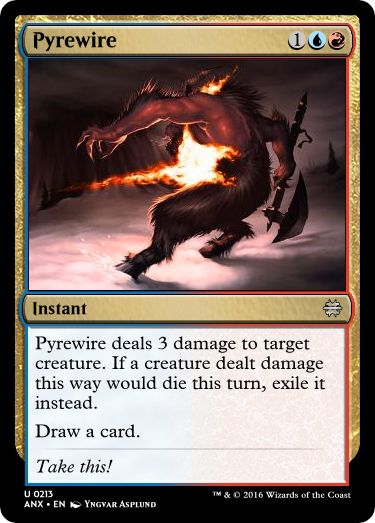 Pyrewire 1
Instant
Pyrewire deals 3 damage to target
creature. If a creature dealt damage
this way would die this turn, exile it
instead.
Draw a card.
Take this!
U 0213
ANX • EN Yngvar Asplund
™ & © 2016 Wizards of the Coast